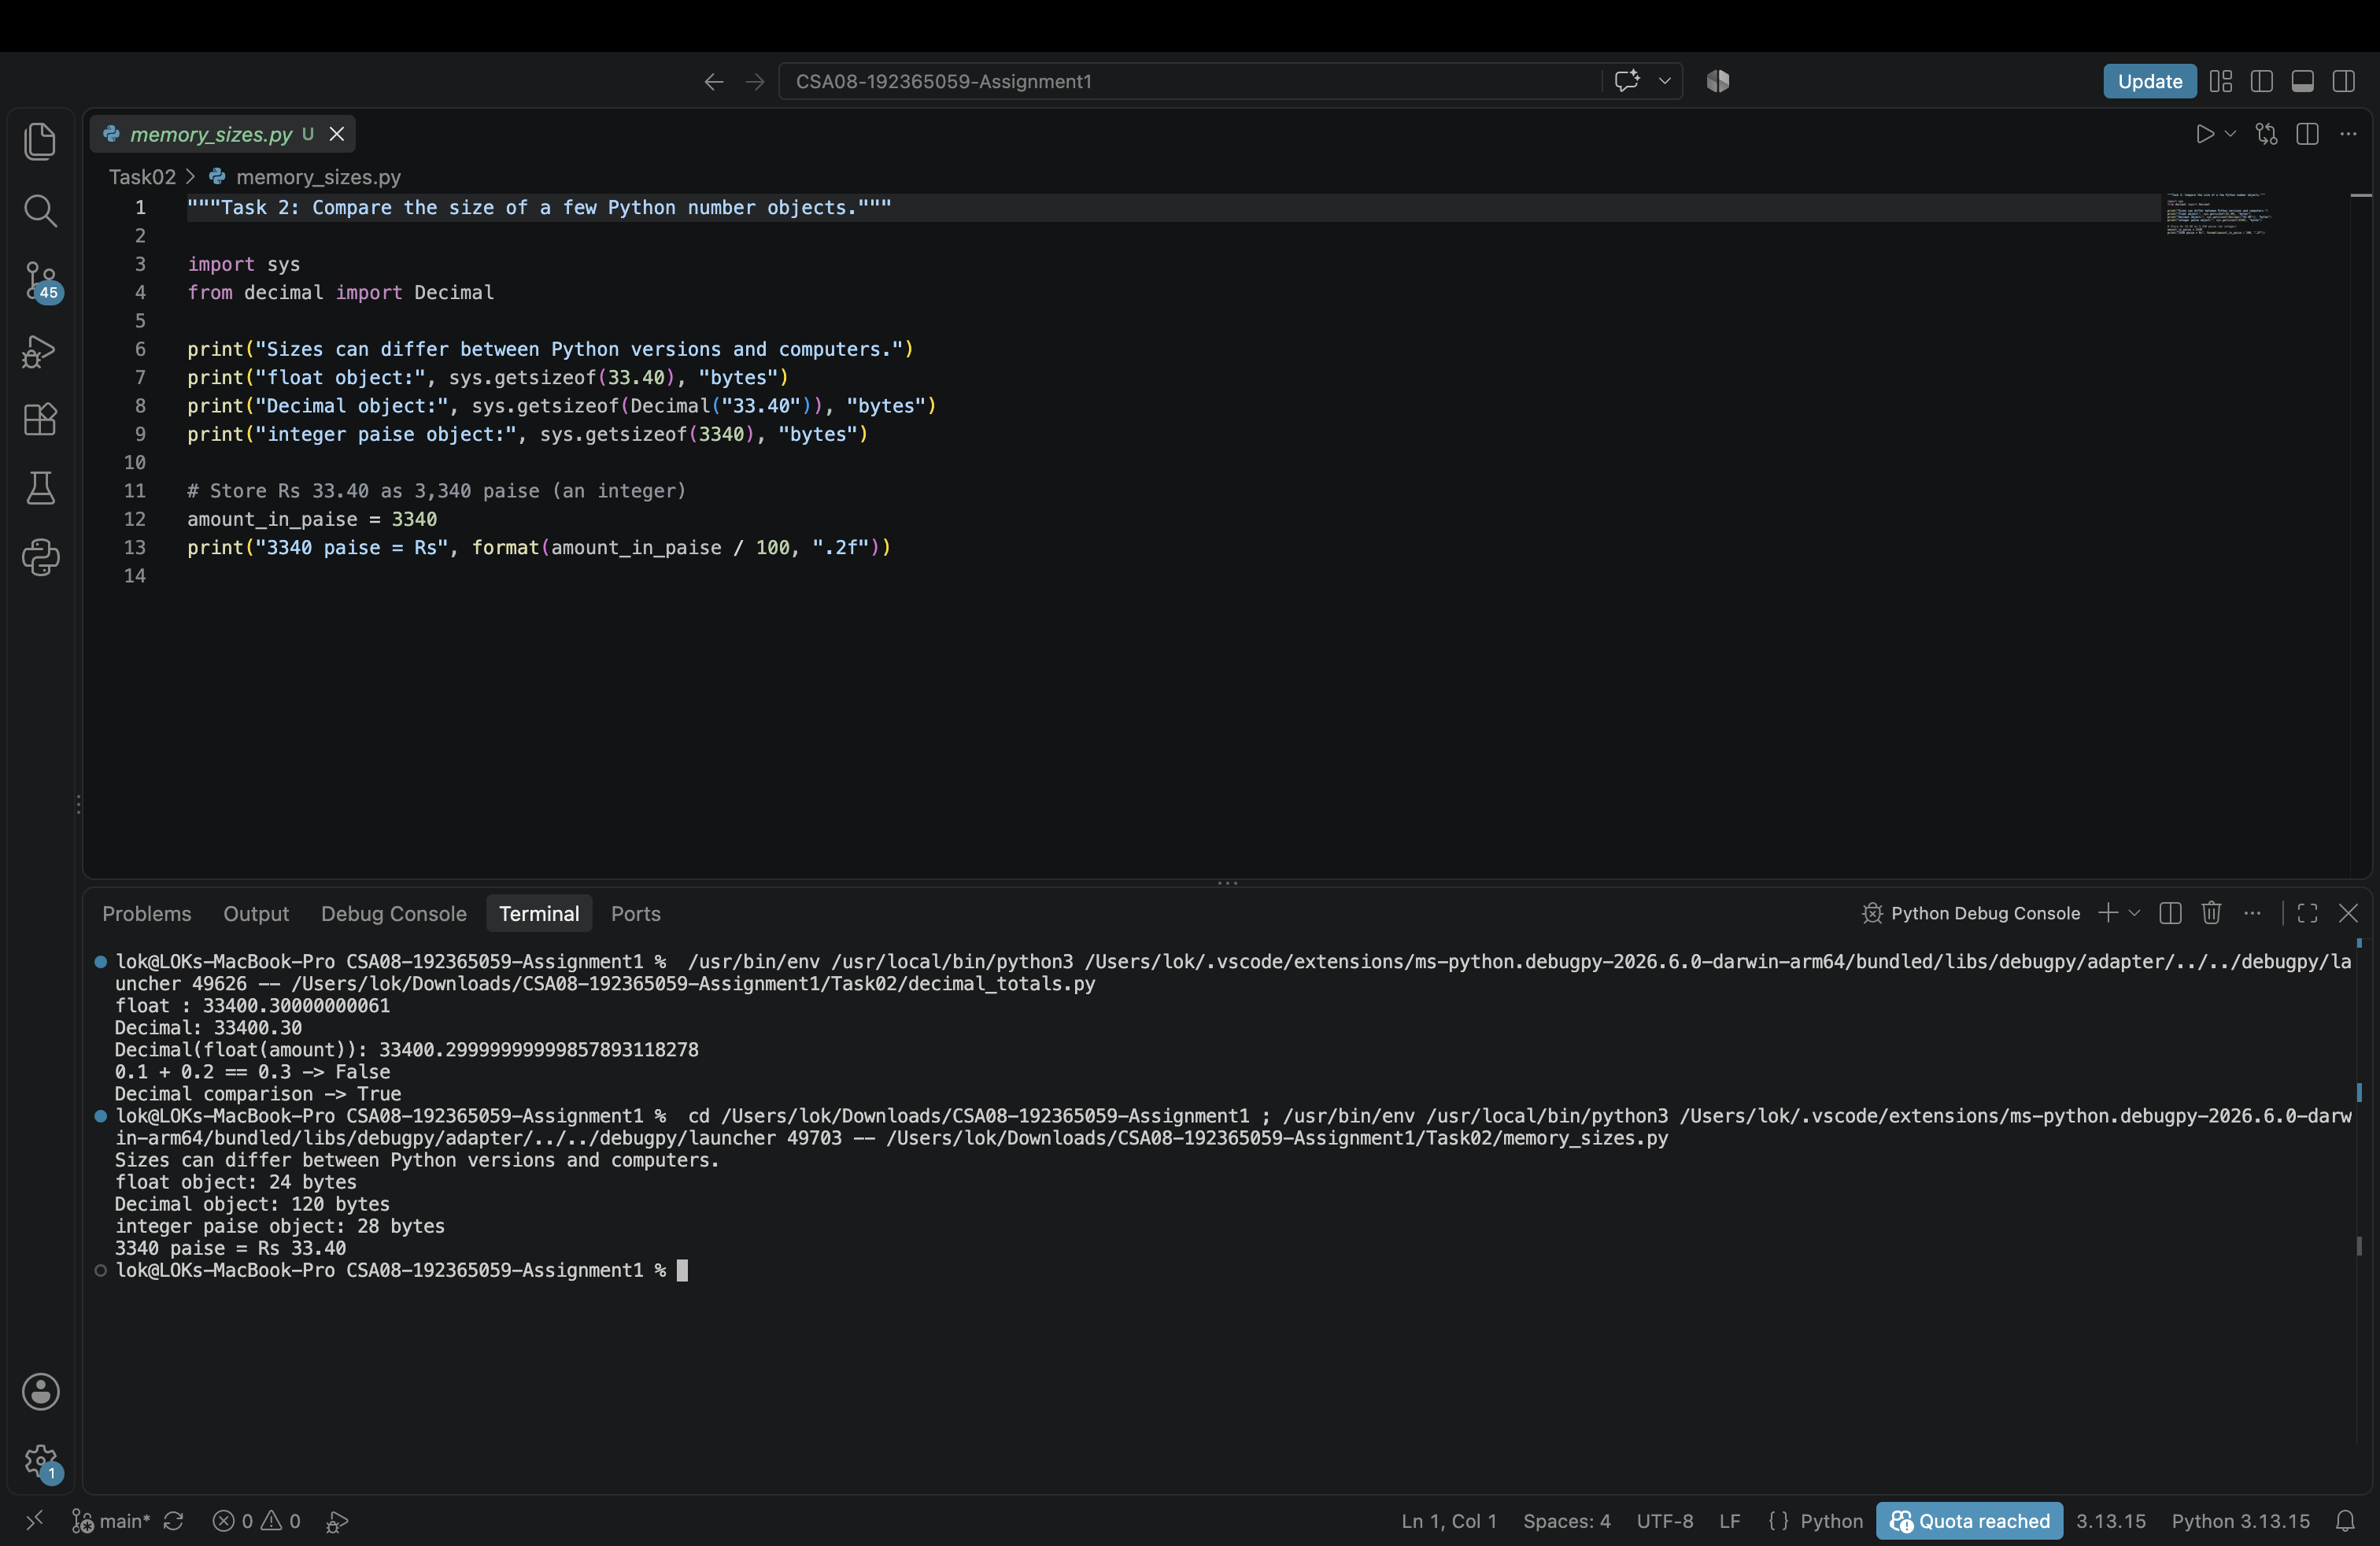 CSA08-192365059-Assignment1
Update
memory_sizes.py U
Task02 > memory_sizes.py
1 """Task 2: Compare the size of a few Python number objects."""
2
3 import sys
4 from decimal import Decimal
5
6 print("Sizes can differ between Python versions and computers.")
7 print("float object:", sys.getsizeof(33.40), "bytes")
8 print("Decimal object:", sys.getsizeof(Decimal("33.40")), "bytes")
9 print("integer paise object:", sys.getsizeof(3340), "bytes")
10
11 # Store Rs 33.40 as 3,340 paise (an integer)
12 amount_in_paise = 3340
13 print("3340 paise = Rs", format(amount_in_paise / 100, ".2f"))
14
45
Problems Output Debug Console Terminal Ports
Python Debug Console
lok@LOKs-MacBook-Pro CSA08-192365059-Assignment1 % /usr/bin/env /usr/local/bin/python3 /Users/lok/.vscode/extensions/ms-python.debugpy-2026.6.0-darwin-arm64/bundled/libs/debugpy/adapter/../../debugpy/la
uncher 49626 -- /Users/lok/Downloads/CSA08-192365059-Assignment1/Task02/decimal_totals.py
float : 33400.30000000061
Decimal: 33400.30
Decimal(float(amount)): 33400.29999999999857893118278
0.1 + 0.2 == 0.3 -> False
Decimal comparison -> True
lok@LOKs-MacBook-Pro CSA08-192365059-Assignment1 % cd /Users/lok/Downloads/CSA08-192365059-Assignment1 ; /usr/bin/env /usr/local/bin/python3 /Users/lok/.vscode/extensions/ms-python.debugpy-2026.6.0-darw
in-arm64/bundled/libs/debugpy/adapter/../../debugpy/launcher 49703 -- /Users/lok/Downloads/CSA08-192365059-Assignment1/Task02/memory_sizes.py
Sizes can differ between Python versions and computers.
float object: 24 bytes
Decimal object: 120 bytes
integer paise object: 28 bytes
3340 paise = Rs 33.40
lok@LOKs-MacBook-Pro CSA08-192365059-Assignment1 %
1
main* 0 0
Ln 1, Col 1 Spaces: 4 UTF-8 LF {} Python Quota reached 3.13.15 Python 3.13.15